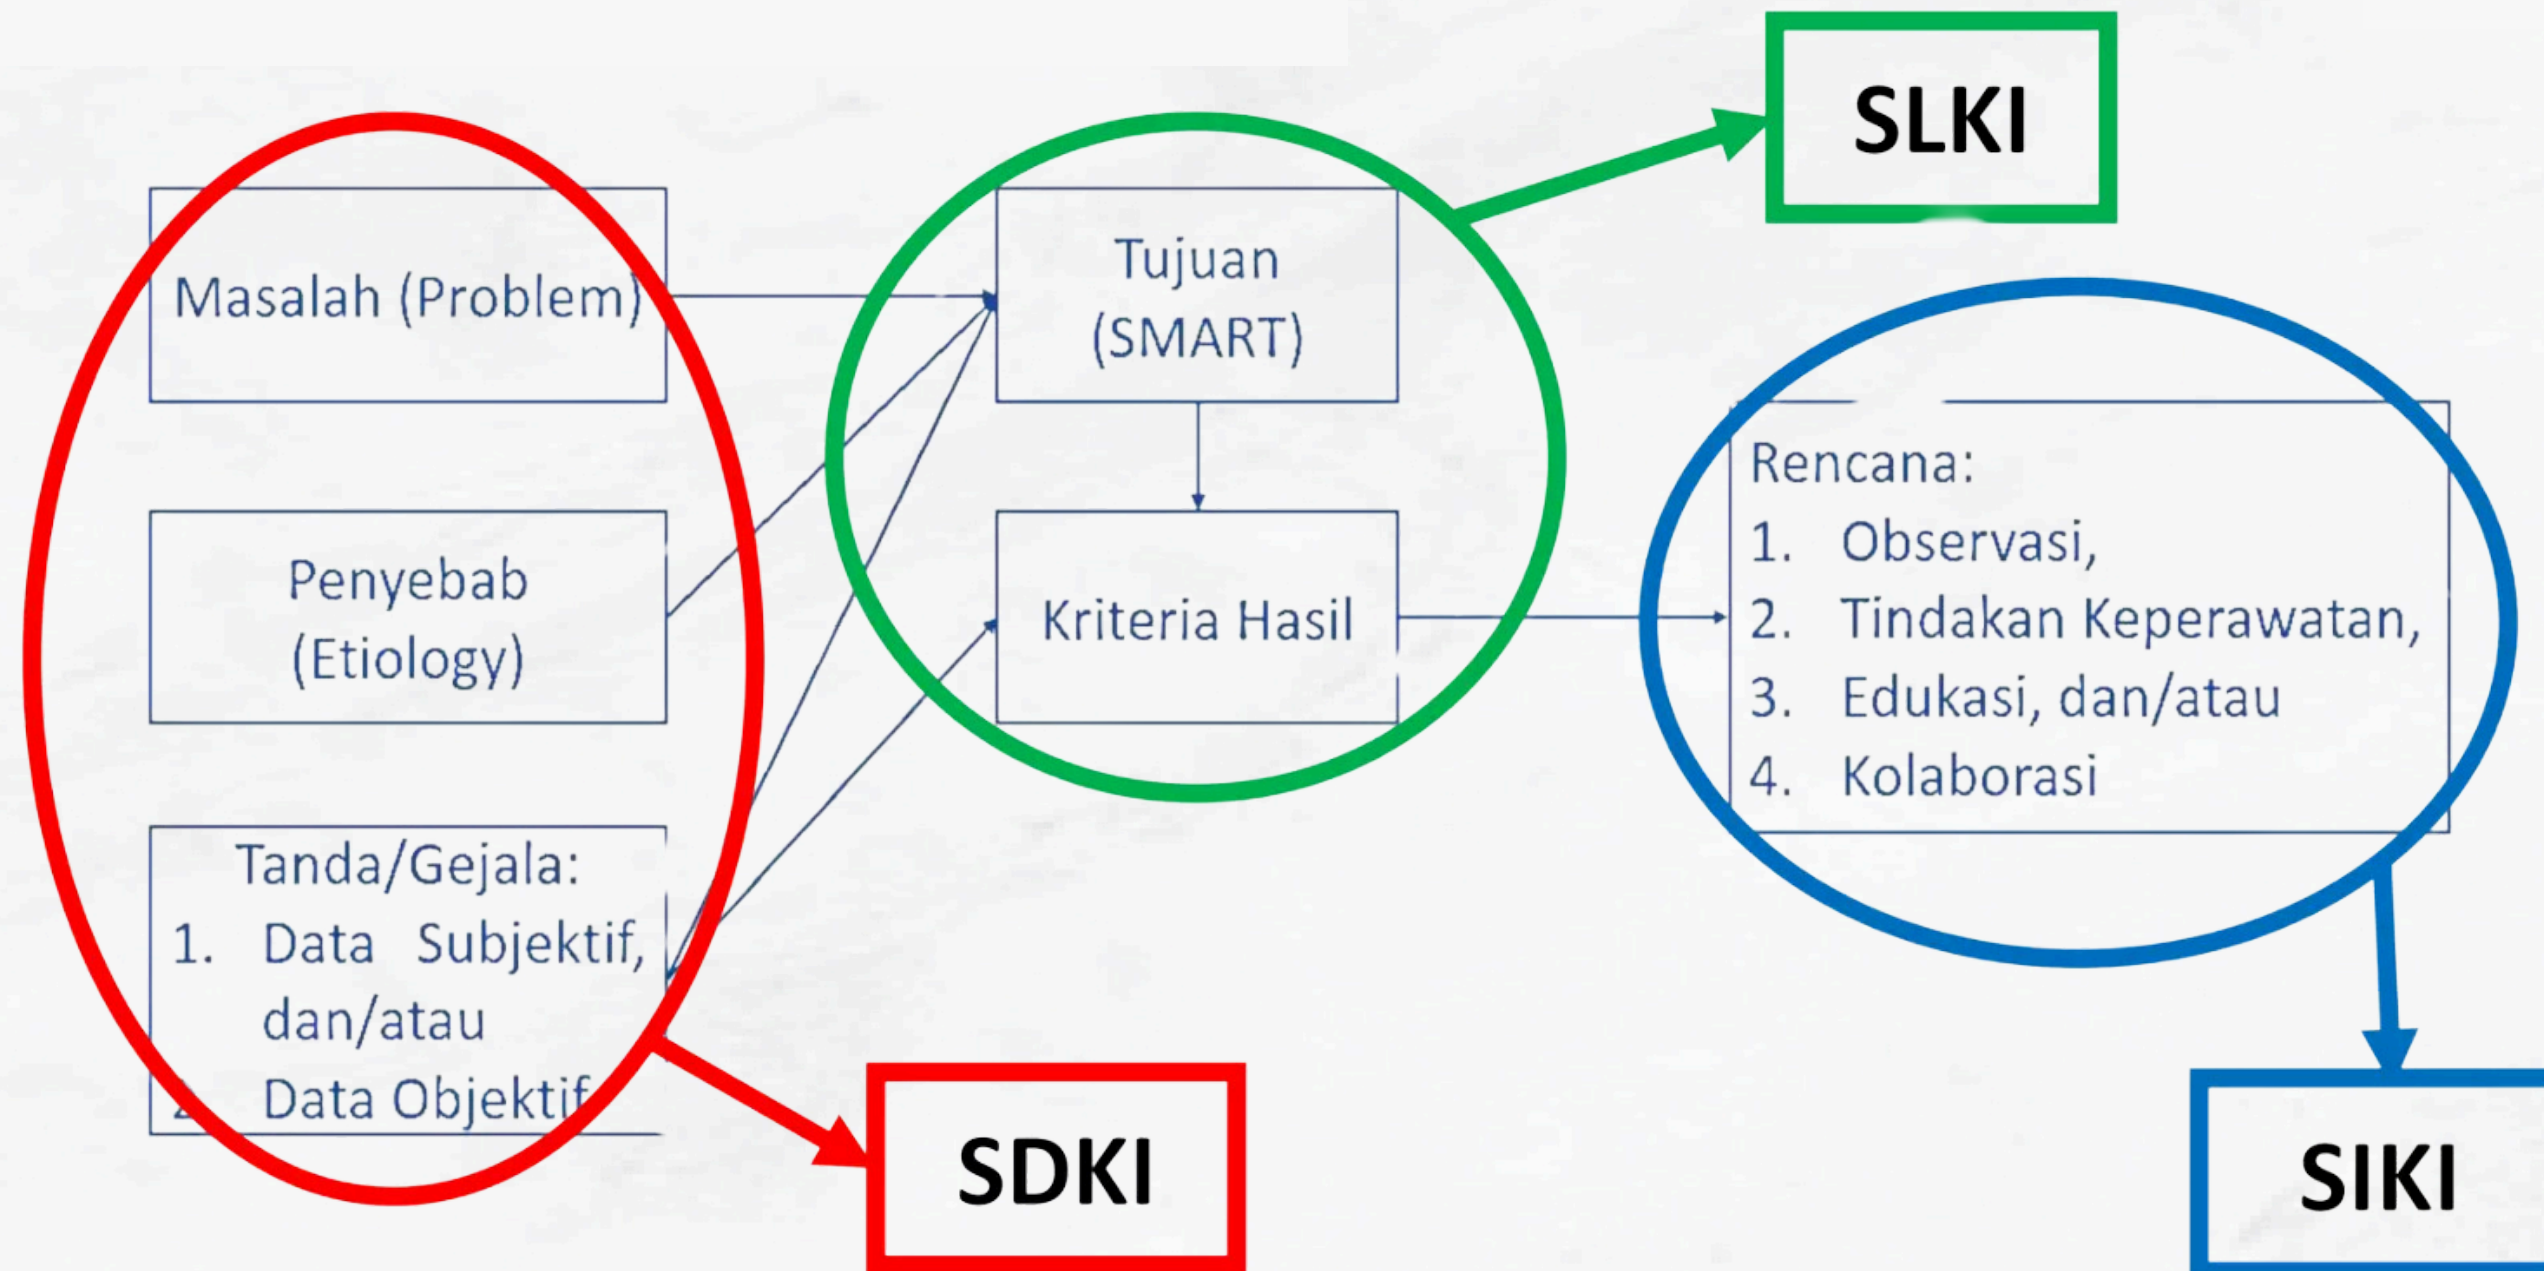 SLKI
Masalah (Problem)
Tujuan
(SMART)
Penyebab
(Etiology)
Kriteria Hasil
Rencana:
1. Observasi,
2. Tindakan Keperawatan,
3. Edukasi, dan/atau
4. Kolaborasi
Tanda/Gejala:
1. Data Subjektif,
dan/atau
2. Data Objektif
SDKI
SIKI